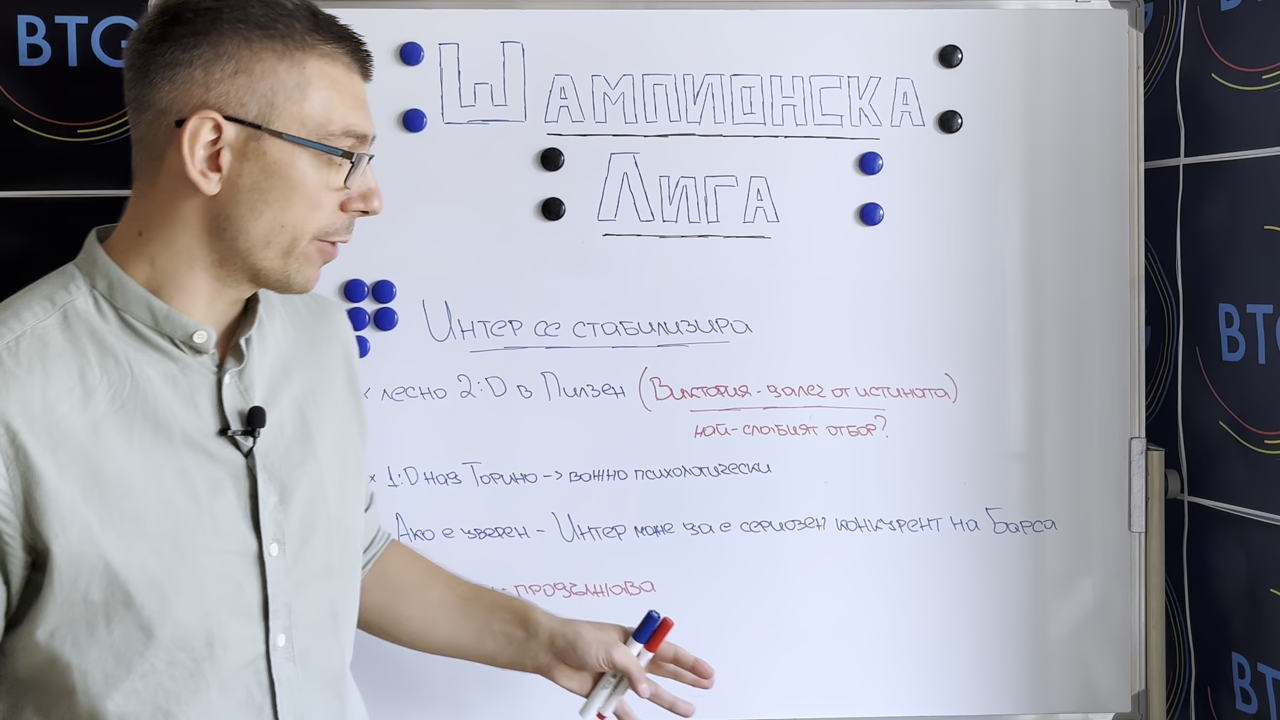 BTG
Шампионска
Лига
Интер се стабилизира
× лесно 2:0 в Пилзен (Виктория - далеч от истината)
най-слабият отбор?
× 1:0 над Торино -> важно психологически
Ако е уверен - Интер може да е сериозен конкурент на Барса
продължава
BTG
BT